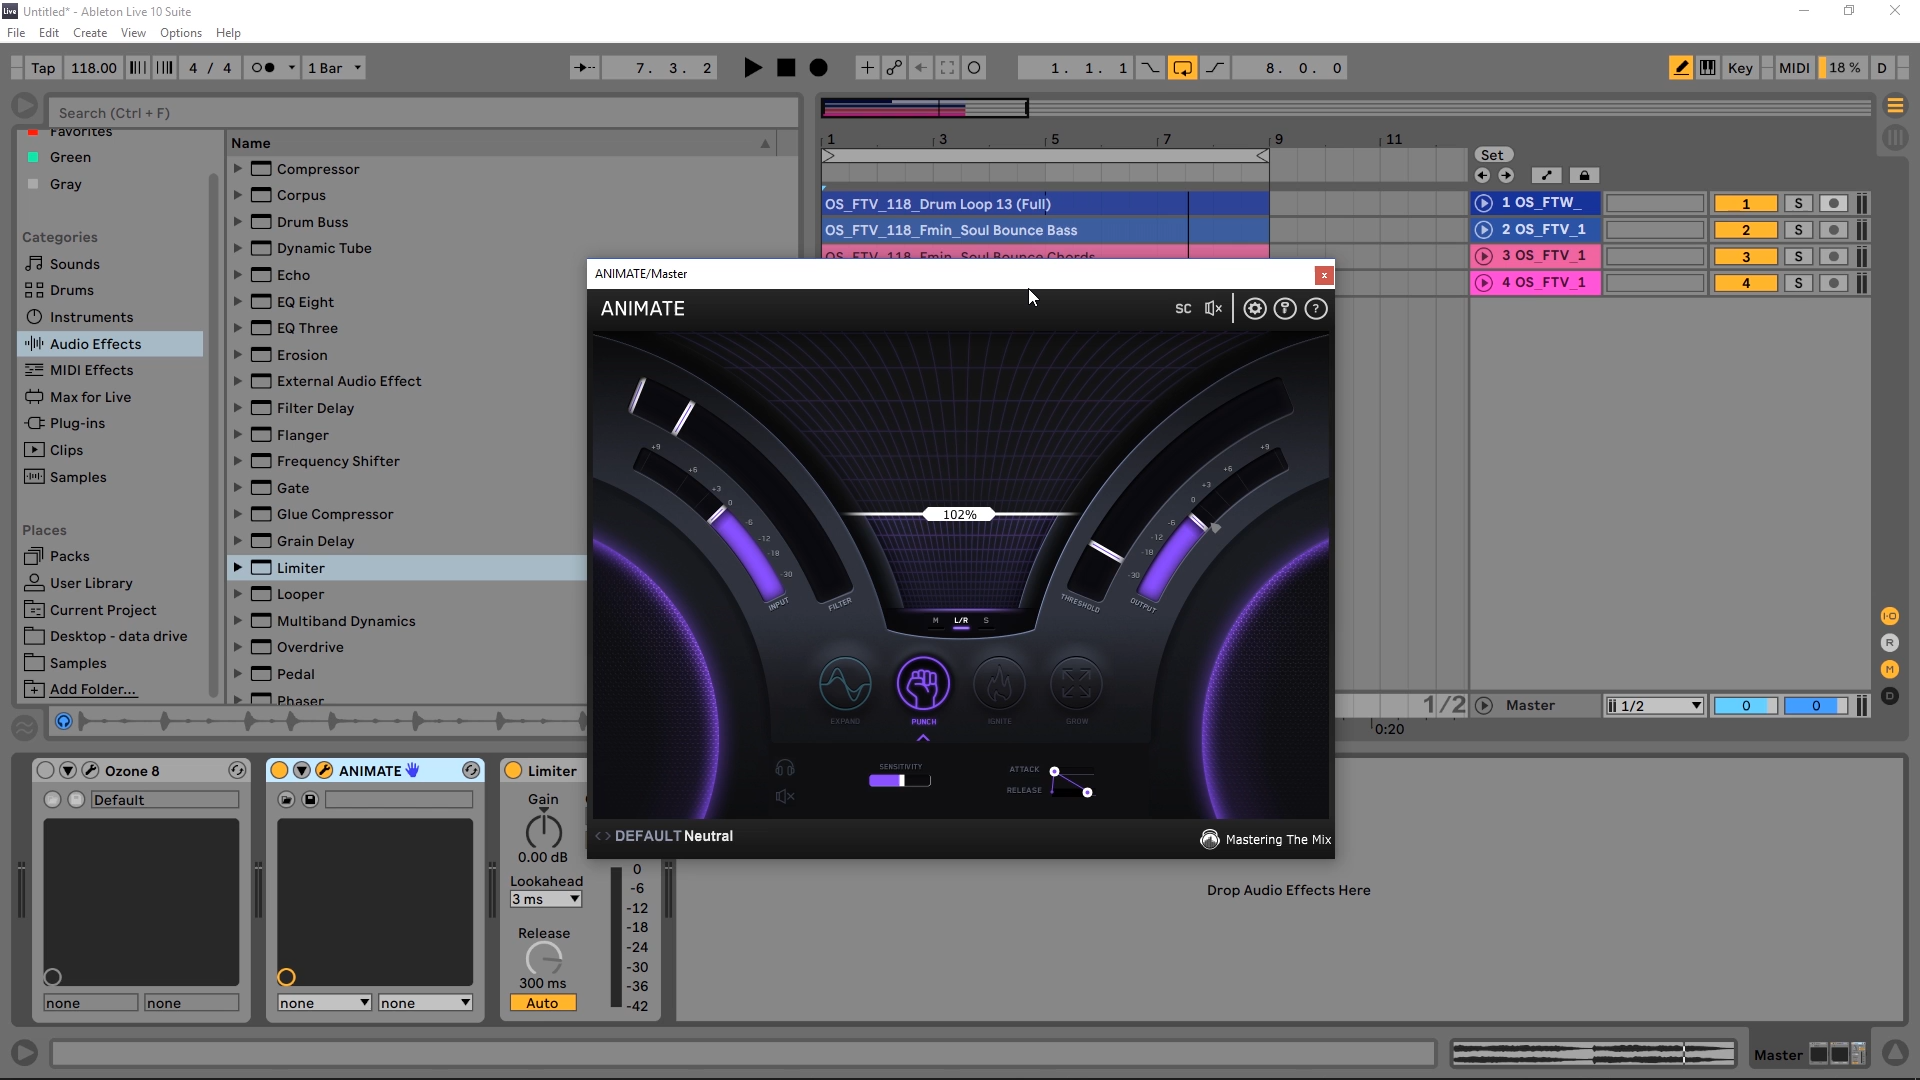 Untitled* - Ableton Live 10 Suite
File Edit Create View Options Help
Tap 118.00 4 / 4 1 Bar 7. 3. 2 1. 1. 1 8. 0. 0 Key MIDI 18 % D
Search (Ctrl + F)
Favorites
Green
Gray
Categories
Sounds
Drums
Instruments
Audio Effects
MIDI Effects
Max for Live
Plug-ins
Clips
Samples
Places
Packs
User Library
Current Project
Desktop - data drive
Samples
Add Folder...
Name
Compressor
Corpus
Drum Buss
Dynamic Tube
Echo
EQ Eight
EQ Three
Erosion
External Audio Effect
Filter Delay
Flanger
Frequency Shifter
Gate
Glue Compressor
Grain Delay
Limiter
Looper
Multiband Dynamics
Overdrive
Pedal
Phaser
1 3 5 7 9 11
Set
OS_FTV_118_Drum Loop 13 (Full)
OS_FTV_118_Fmin_Soul Bounce Bass
OS_FTV_118_Fmin_Soul Bounce Chords
1 OS_FTW_ 1 S
2 OS_FTV_1 2 S
3 OS_FTV_1 3 S
4 OS_FTV_1 4 S
I·O
R
M
D
1/2 Master 1/2 0 0
0:20
ANIMATE/Master x
ANIMATE SC ?
+9 +6 +3 0 -6 -12 -18 -30
INPUT FILTER
102%
M L/R S
+9 +6 +3 0 -6 -12 -18 -30
THRESHOLD OUTPUT
EXPAND PUNCH IGNITE GROW
SENSITIVITY
ATTACK
RELEASE
DEFAULT Neutral
Mastering The Mix
Ozone 8
Default
none none
ANIMATE
none none
Limiter
Gain
0.00 dB
Lookahead
3 ms
Release
300 ms
Auto
0
-6
-12
-18
-24
-30
-36
-42
Drop Audio Effects Here
Master